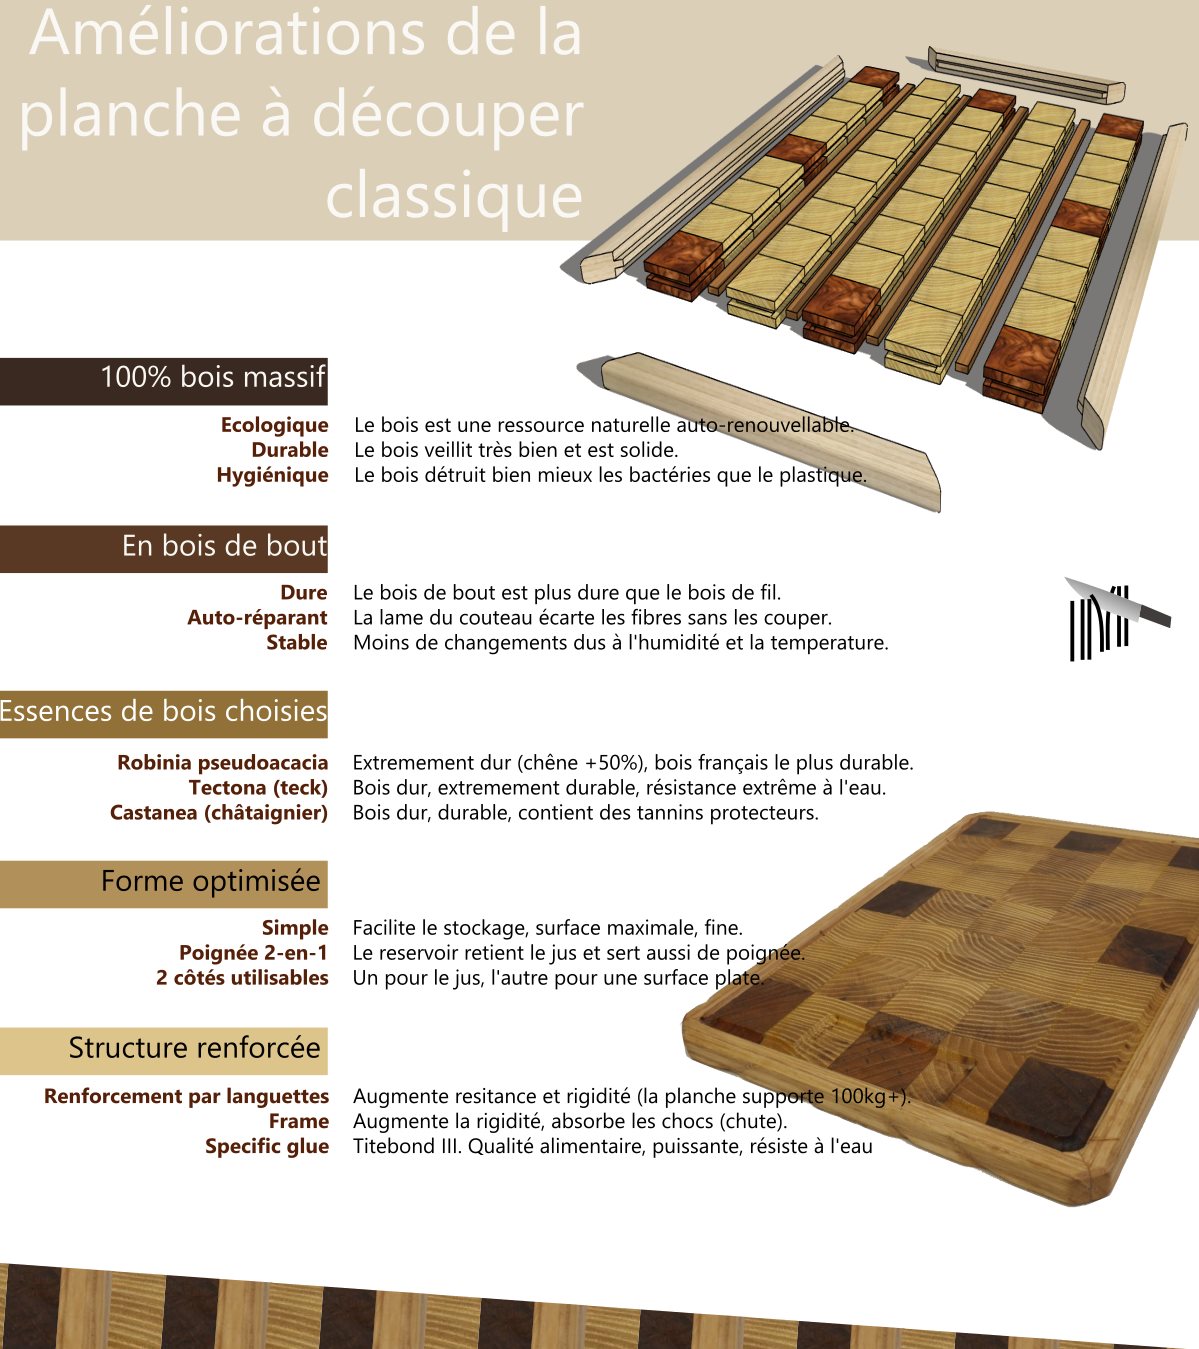 Améliorations de la
planche à découper
classique
100% bois massif
Ecologique Le bois est une ressource naturelle auto-renouvellable.
Durable Le bois veillit très bien et est solide.
Hygiénique Le bois détruit bien mieux les bactéries que le plastique.
En bois de bout
Dure Le bois de bout est plus dure que le bois de fil.
Auto-réparant La lame du couteau écarte les fibres sans les couper.
Stable Moins de changements dus à l'humidité et la temperature.
Essences de bois choisies
Robinia pseudoacacia Extremement dur (chêne +50%), bois français le plus durable.
Tectona (teck) Bois dur, extremement durable, résistance extrême à l'eau.
Castanea (châtaignier) Bois dur, durable, contient des tannins protecteurs.
Forme optimisée
Simple Facilite le stockage, surface maximale, fine.
Poignée 2-en-1 Le reservoir retient le jus et sert aussi de poignée.
2 côtés utilisables Un pour le jus, l'autre pour une surface plate.
Structure renforcée
Renforcement par languettes Augmente resitance et rigidité (la planche supporte 100kg+).
Frame Augmente la rigidité, absorbe les chocs (chute).
Specific glue Titebond III. Qualité alimentaire, puissante, résiste à l'eau